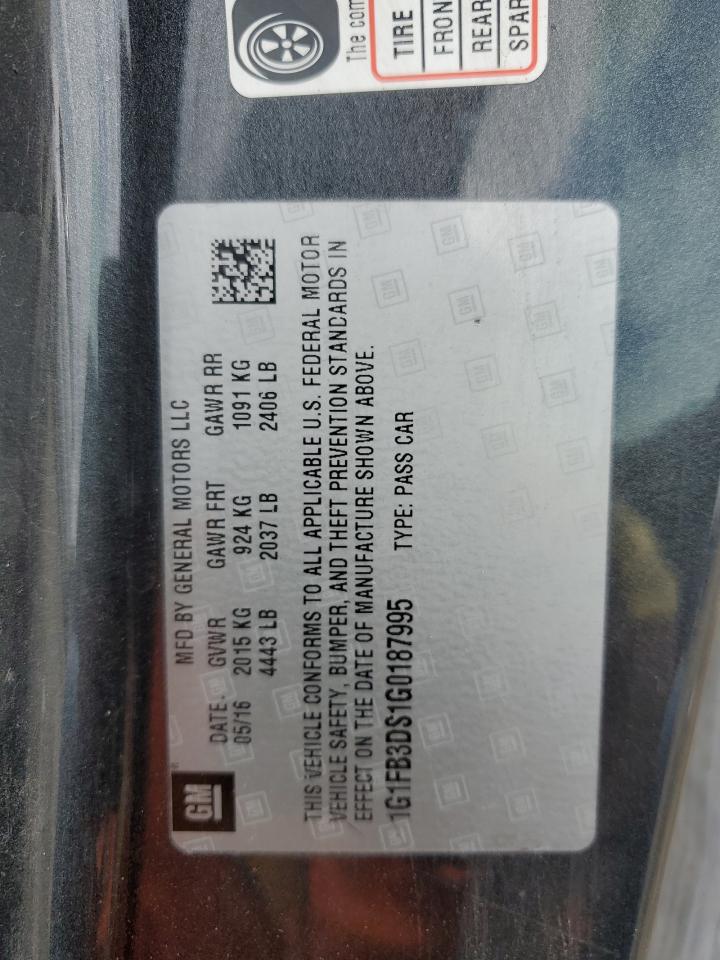 The com
TIRE
FRON
REAR
SPAR
GM
MFD BY GENERAL MOTORS LLC
DATE: GVWR GAWR FRT GAWR RR
05/16 2015 KG 924 KG 1091 KG
4443 LB 2037 LB 2406 LB
THIS VEHICLE CONFORMS TO ALL APPLICABLE U.S. FEDERAL MOTOR
VEHICLE SAFETY, BUMPER, AND THEFT PREVENTION STANDARDS IN
EFFECT ON THE DATE OF MANUFACTURE SHOWN ABOVE.
1G1FB3DS1G0187995 TYPE: PASS CAR